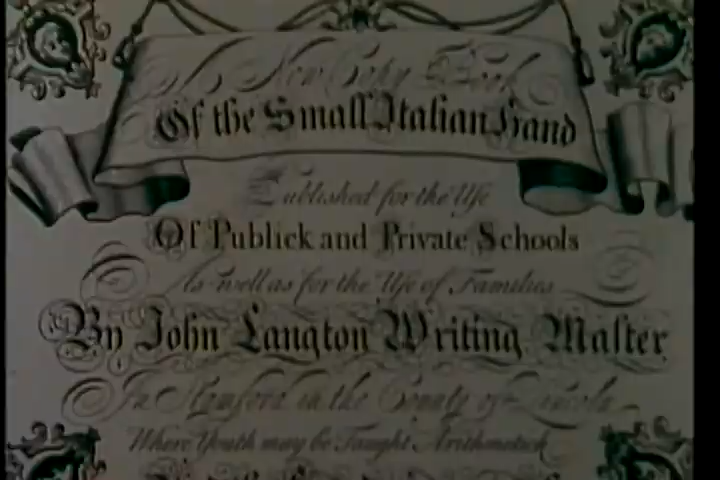 A New Copy Book
Of the Small Italian hand
Published for the Uſe
Of Publick and Private Schools
As well as for the Uſe of Families
By John Langton Writing Maſter
In Stamford in the County of Lincoln
Where Youth may be Taught Arithmetick